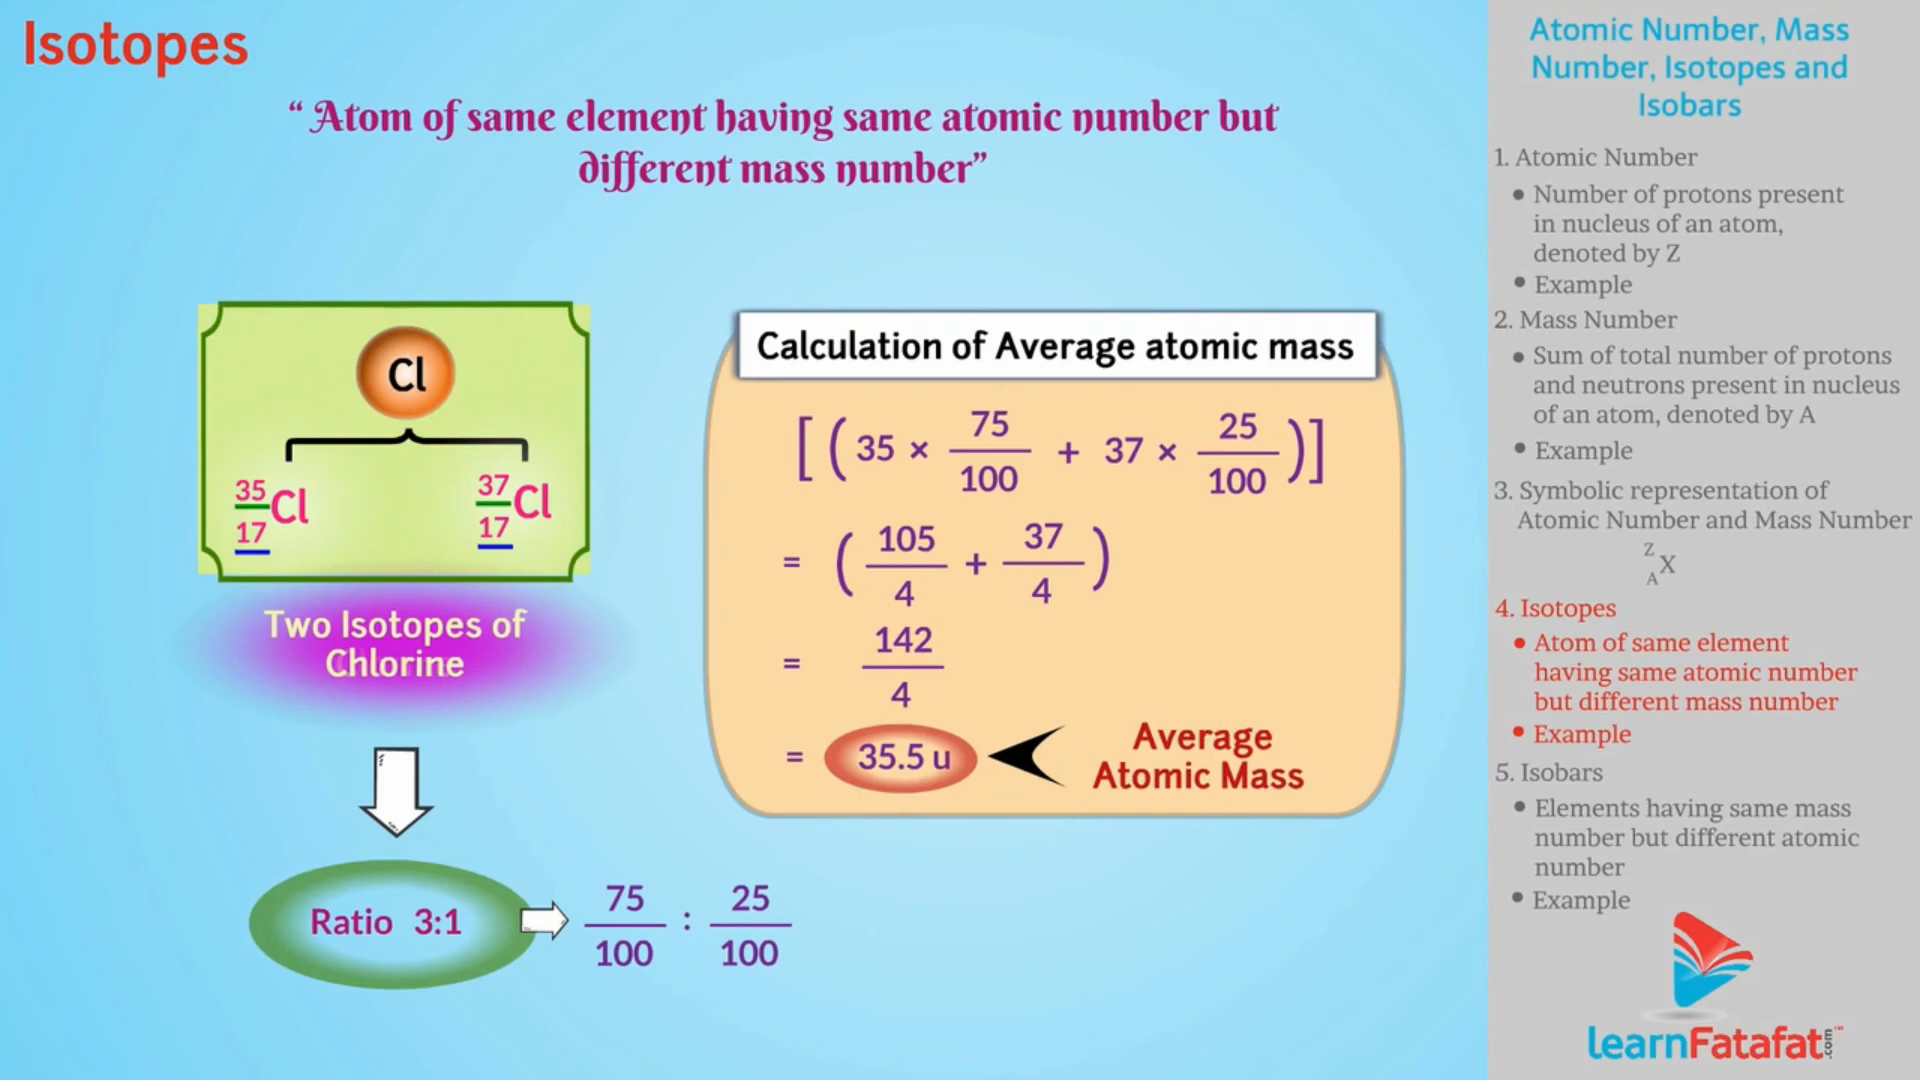 Isotopes
“ Atom of same element having same atomic number but
different mass number”
Cl
35
17 Cl
37
17 Cl
Two Isotopes of
Chlorine
Ratio 3:1
75/100 : 25/100
Calculation of Average atomic mass
[ ( 35 × 75/100 + 37 × 25/100 ) ]
= ( 105/4 + 37/4 )
= 142/4
= 35.5 u
Average
Atomic Mass
Atomic Number, Mass
Number, Isotopes and
Isobars
1. Atomic Number
• Number of protons present
in nucleus of an atom,
denoted by Z
• Example
2. Mass Number
• Sum of total number of protons
and neutrons present in nucleus
of an atom, denoted by A
• Example
3. Symbolic representation of
Atomic Number and Mass Number
Z
A X
4. Isotopes
• Atom of same element
having same atomic number
but different mass number
• Example
5. Isobars
• Elements having same mass
number but different atomic
number
• Example
learnFatafat.com